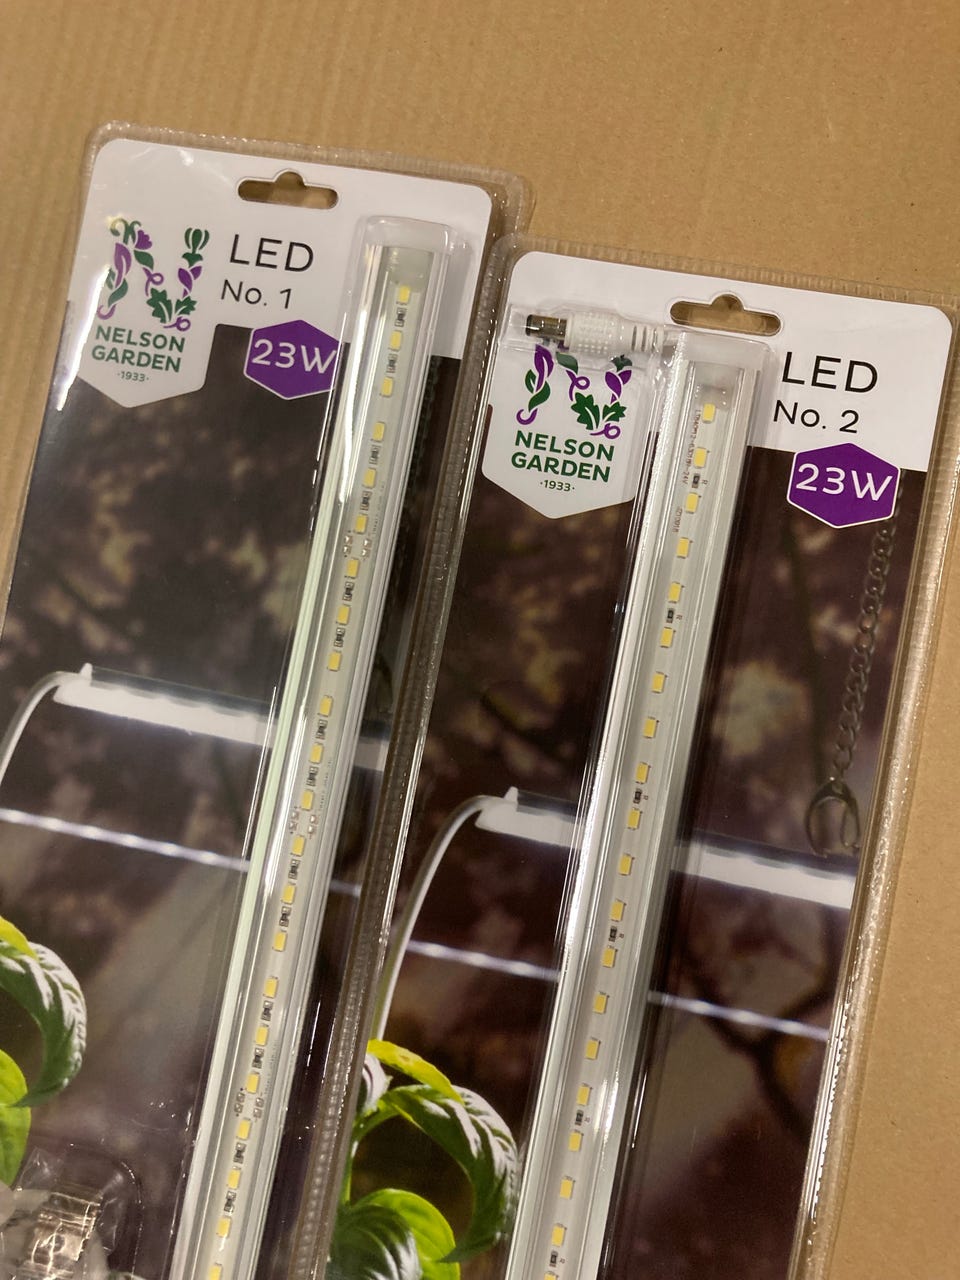 LED
No. 1
23W
NELSON
GARDEN
·1933·
LED
No. 2
23W
NELSON
GARDEN
·1933·